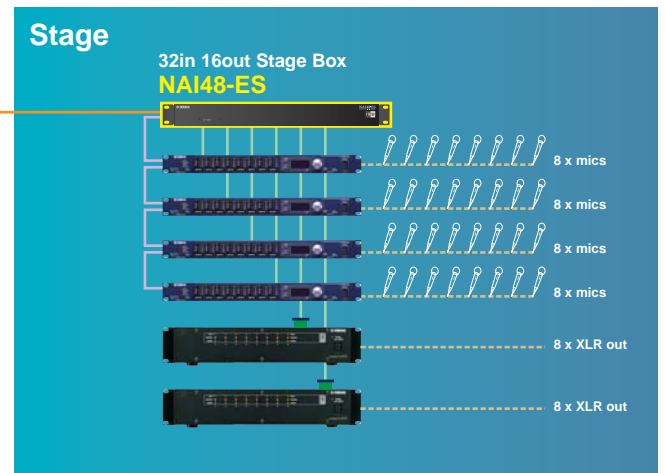 Stage
32in 16out Stage Box
NAI48-ES
8 x mics
8 x mics
8 x mics
8 x mics
8 x XLR out
8 x XLR out